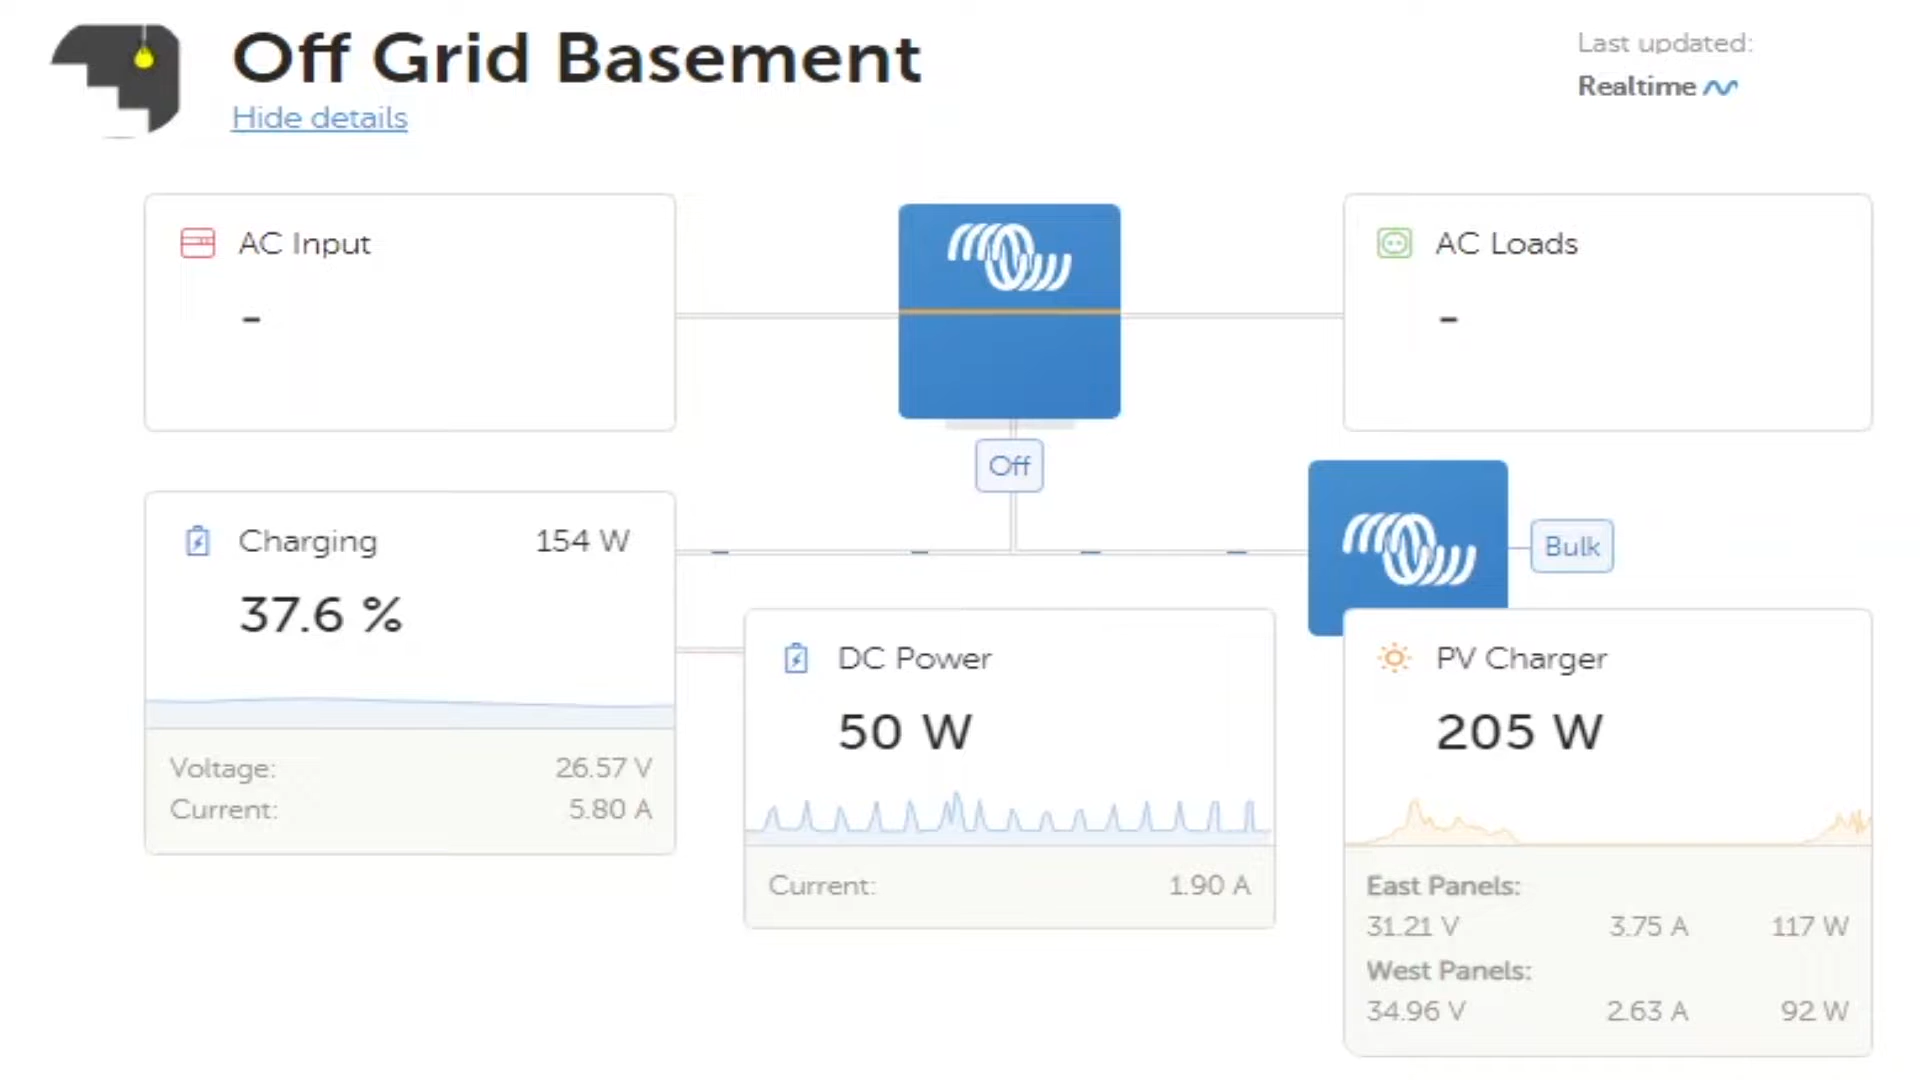 Off Grid Basement
Hide details
Last updated:
Realtime
AC Input
-
AC Loads
-
Off
Charging 154 W
37.6 %
Voltage: 26.57 V
Current: 5.80 A
Bulk
DC Power
50 W
Current: 1.90 A
PV Charger
205 W
East Panels:
31.21 V 3.75 A 117 W
West Panels:
34.96 V 2.63 A 92 W